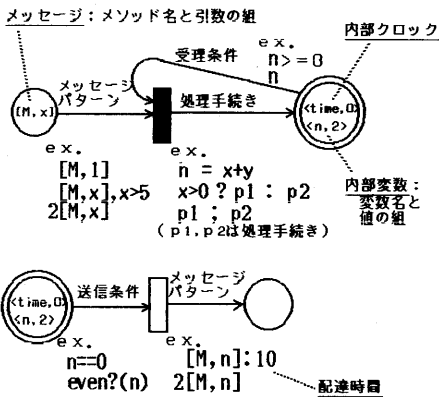 メッセージ：メソッド名と引数の組
内部クロック
ex.
受理条件
n>=0
n
メッセージ
パターン
処理手続き
[M,x]
<time,0>
<n,2>
ex.
[M,1]
[M,x],x>5
2[M,x]
ex.
n = x+y
x>0 ? p1 : p2
p1 ; p2
(p1,p2は処理手続き)
内部変数：
変数名と
値の組
<time,0>
<n,2>
送信条件
メッセージ
パターン
ex.
n==0
even?(n)
ex.
[M,n]:10
2[M,n]
配達時間